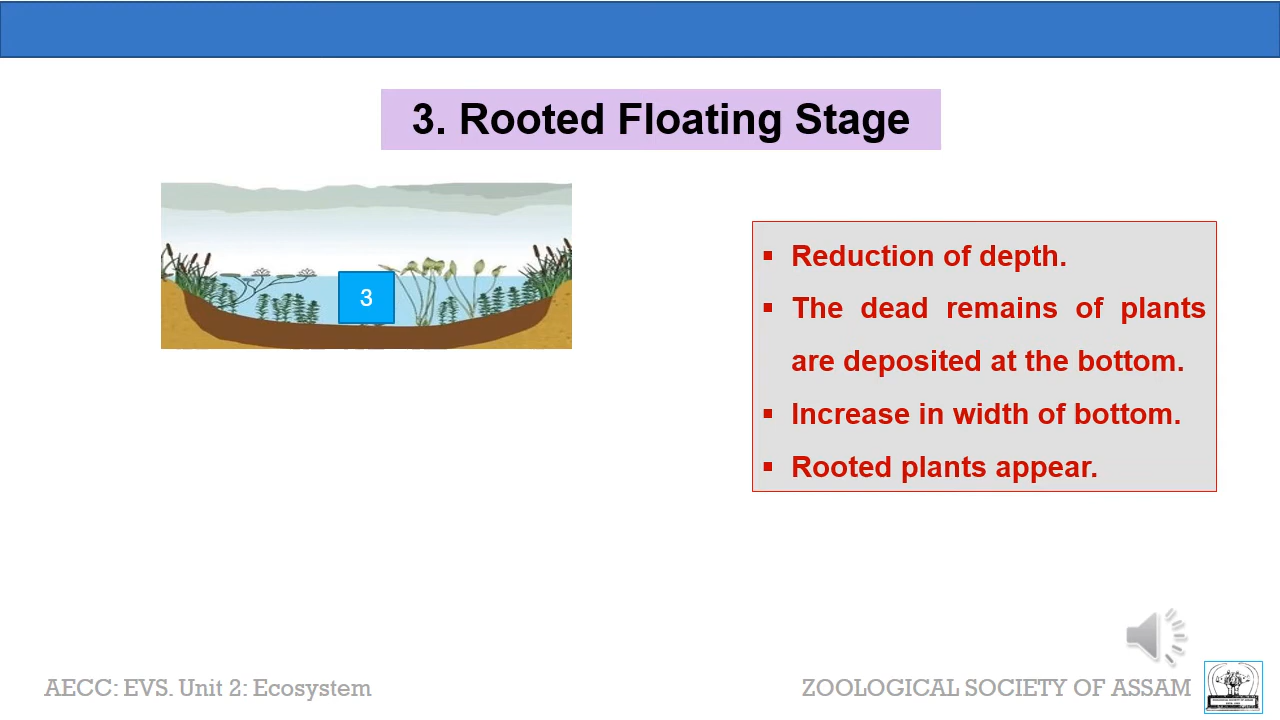 3. Rooted Floating Stage
3
▪ Reduction of depth.
▪ The dead remains of plants
are deposited at the bottom.
▪ Increase in width of bottom.
▪ Rooted plants appear.
AECC: EVS. Unit 2: Ecosystem
ZOOLOGICAL SOCIETY OF ASSAM